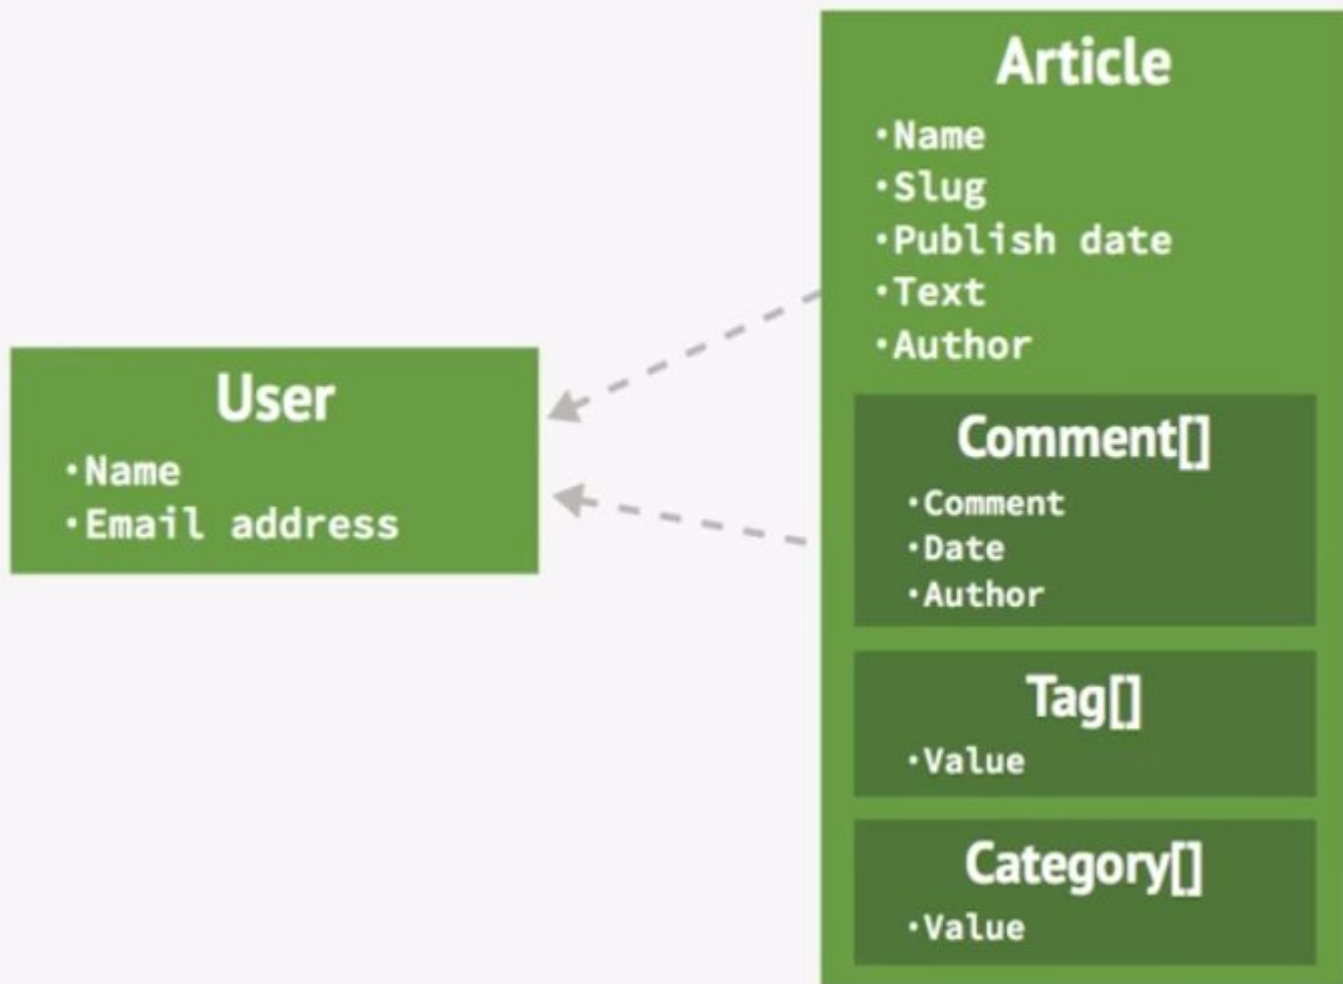 User
·Name
·Email address
Article
·Name
·Slug
·Publish date
·Text
·Author
Comment[]
·Comment
·Date
·Author
Tag[]
·Value
Category[]
·Value